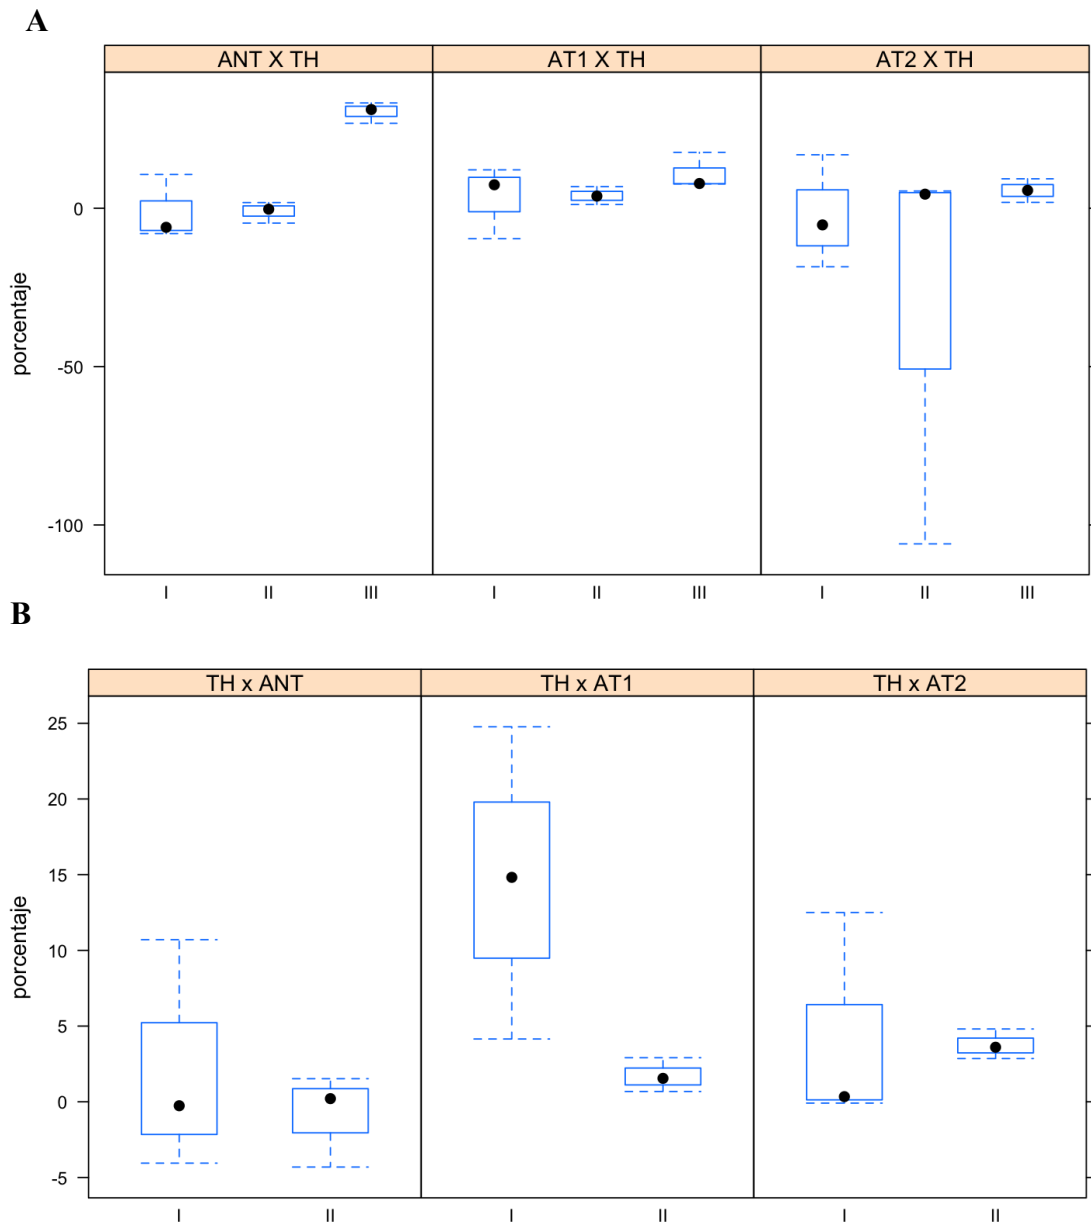 A
ANT X TH AT1 X TH AT2 X TH
0
-50
-100
porcentaje
I II III I II III I II III
B
TH x ANT TH x AT1 TH x AT2
25
20
15
10
5
0
-5
porcentaje
I II I II I II